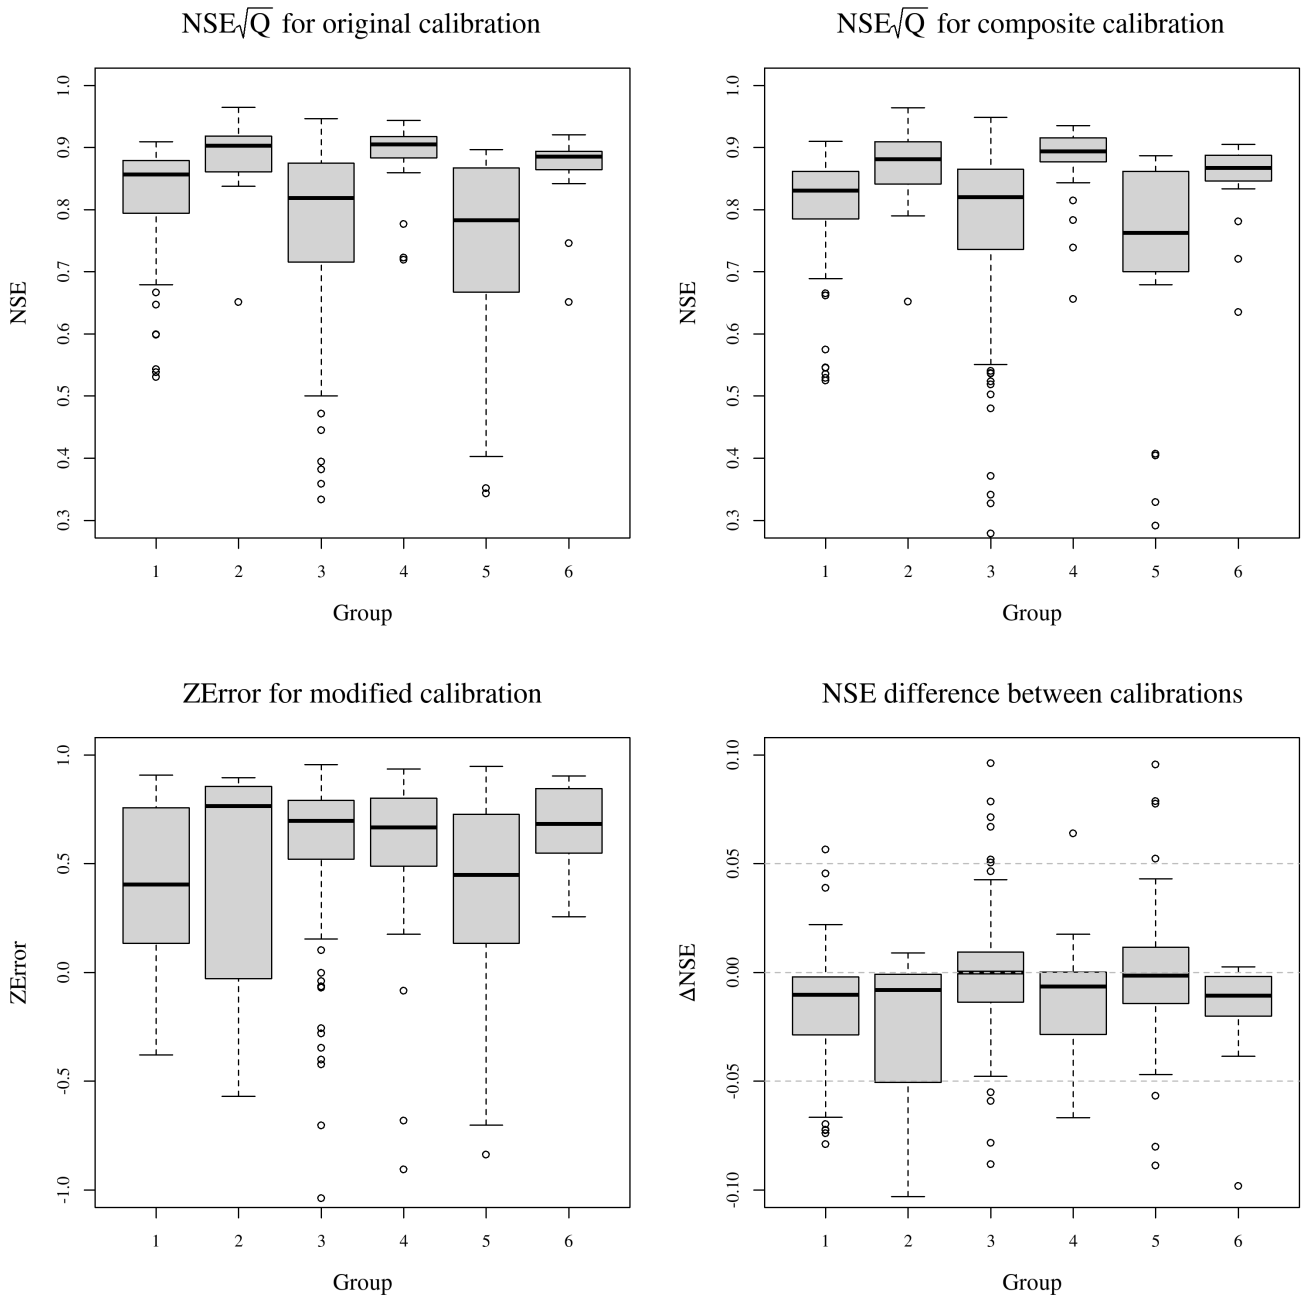 NSE√Q for original calibration
NSE
1.0
0.9
0.8
0.7
0.6
0.5
0.4
0.3
1 2 3 4 5 6
Group
NSE√Q for composite calibration
NSE
1.0
0.9
0.8
0.7
0.6
0.5
0.4
0.3
1 2 3 4 5 6
Group
ZError for modified calibration
ZError
1.0
0.5
0.0
-0.5
-1.0
1 2 3 4 5 6
Group
NSE difference between calibrations
ΔNSE
0.10
0.05
0.00
-0.05
-0.10
1 2 3 4 5 6
Group